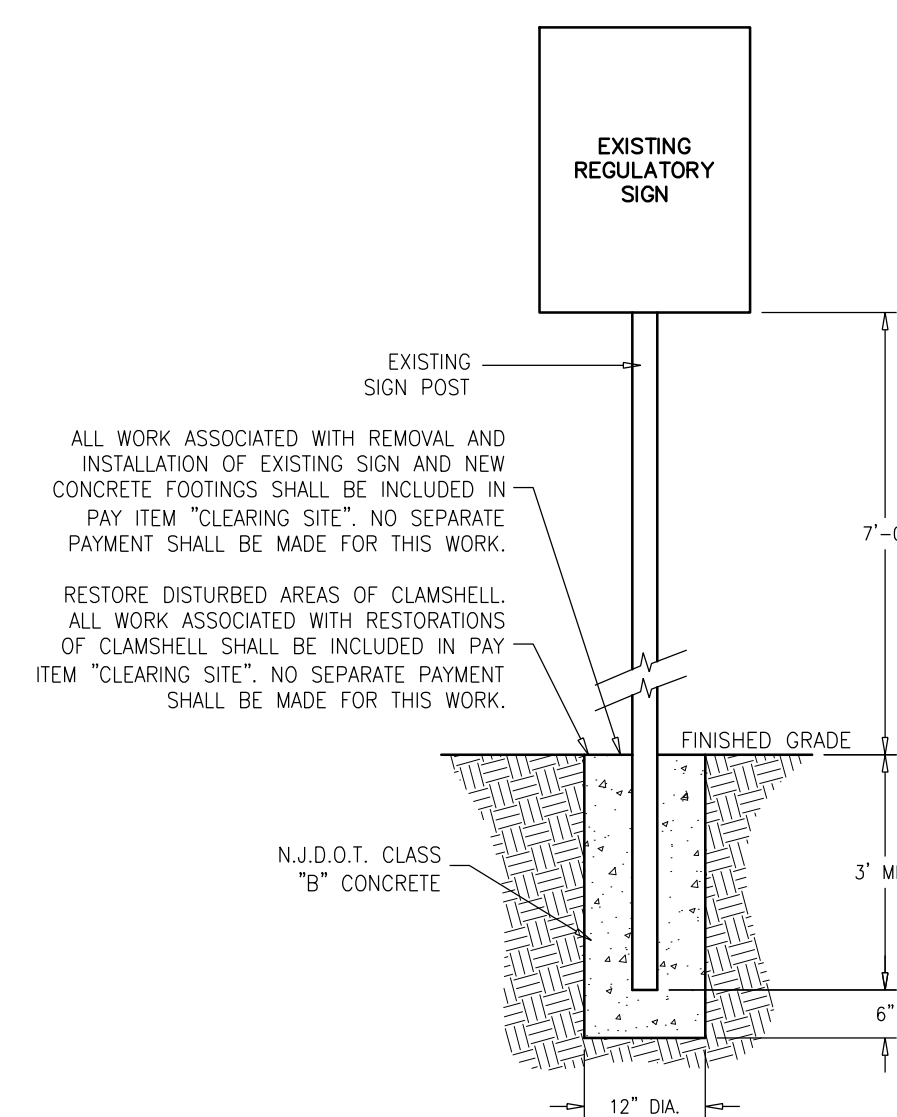 EXISTING
REGULATORY
SIGN
EXISTING
SIGN POST
ALL WORK ASSOCIATED WITH REMOVAL AND
INSTALLATION OF EXISTING SIGN AND NEW
CONCRETE FOOTINGS SHALL BE INCLUDED IN
PAY ITEM "CLEARING SITE". NO SEPARATE
PAYMENT SHALL BE MADE FOR THIS WORK.
RESTORE DISTURBED AREAS OF CLAMSHELL.
ALL WORK ASSOCIATED WITH RESTORATIONS
OF CLAMSHELL SHALL BE INCLUDED IN PAY
ITEM "CLEARING SITE". NO SEPARATE PAYMENT
SHALL BE MADE FOR THIS WORK.
7'-
FINISHED GRADE
N.J.D.O.T. CLASS
"B" CONCRETE
3'
6"
12" DIA.